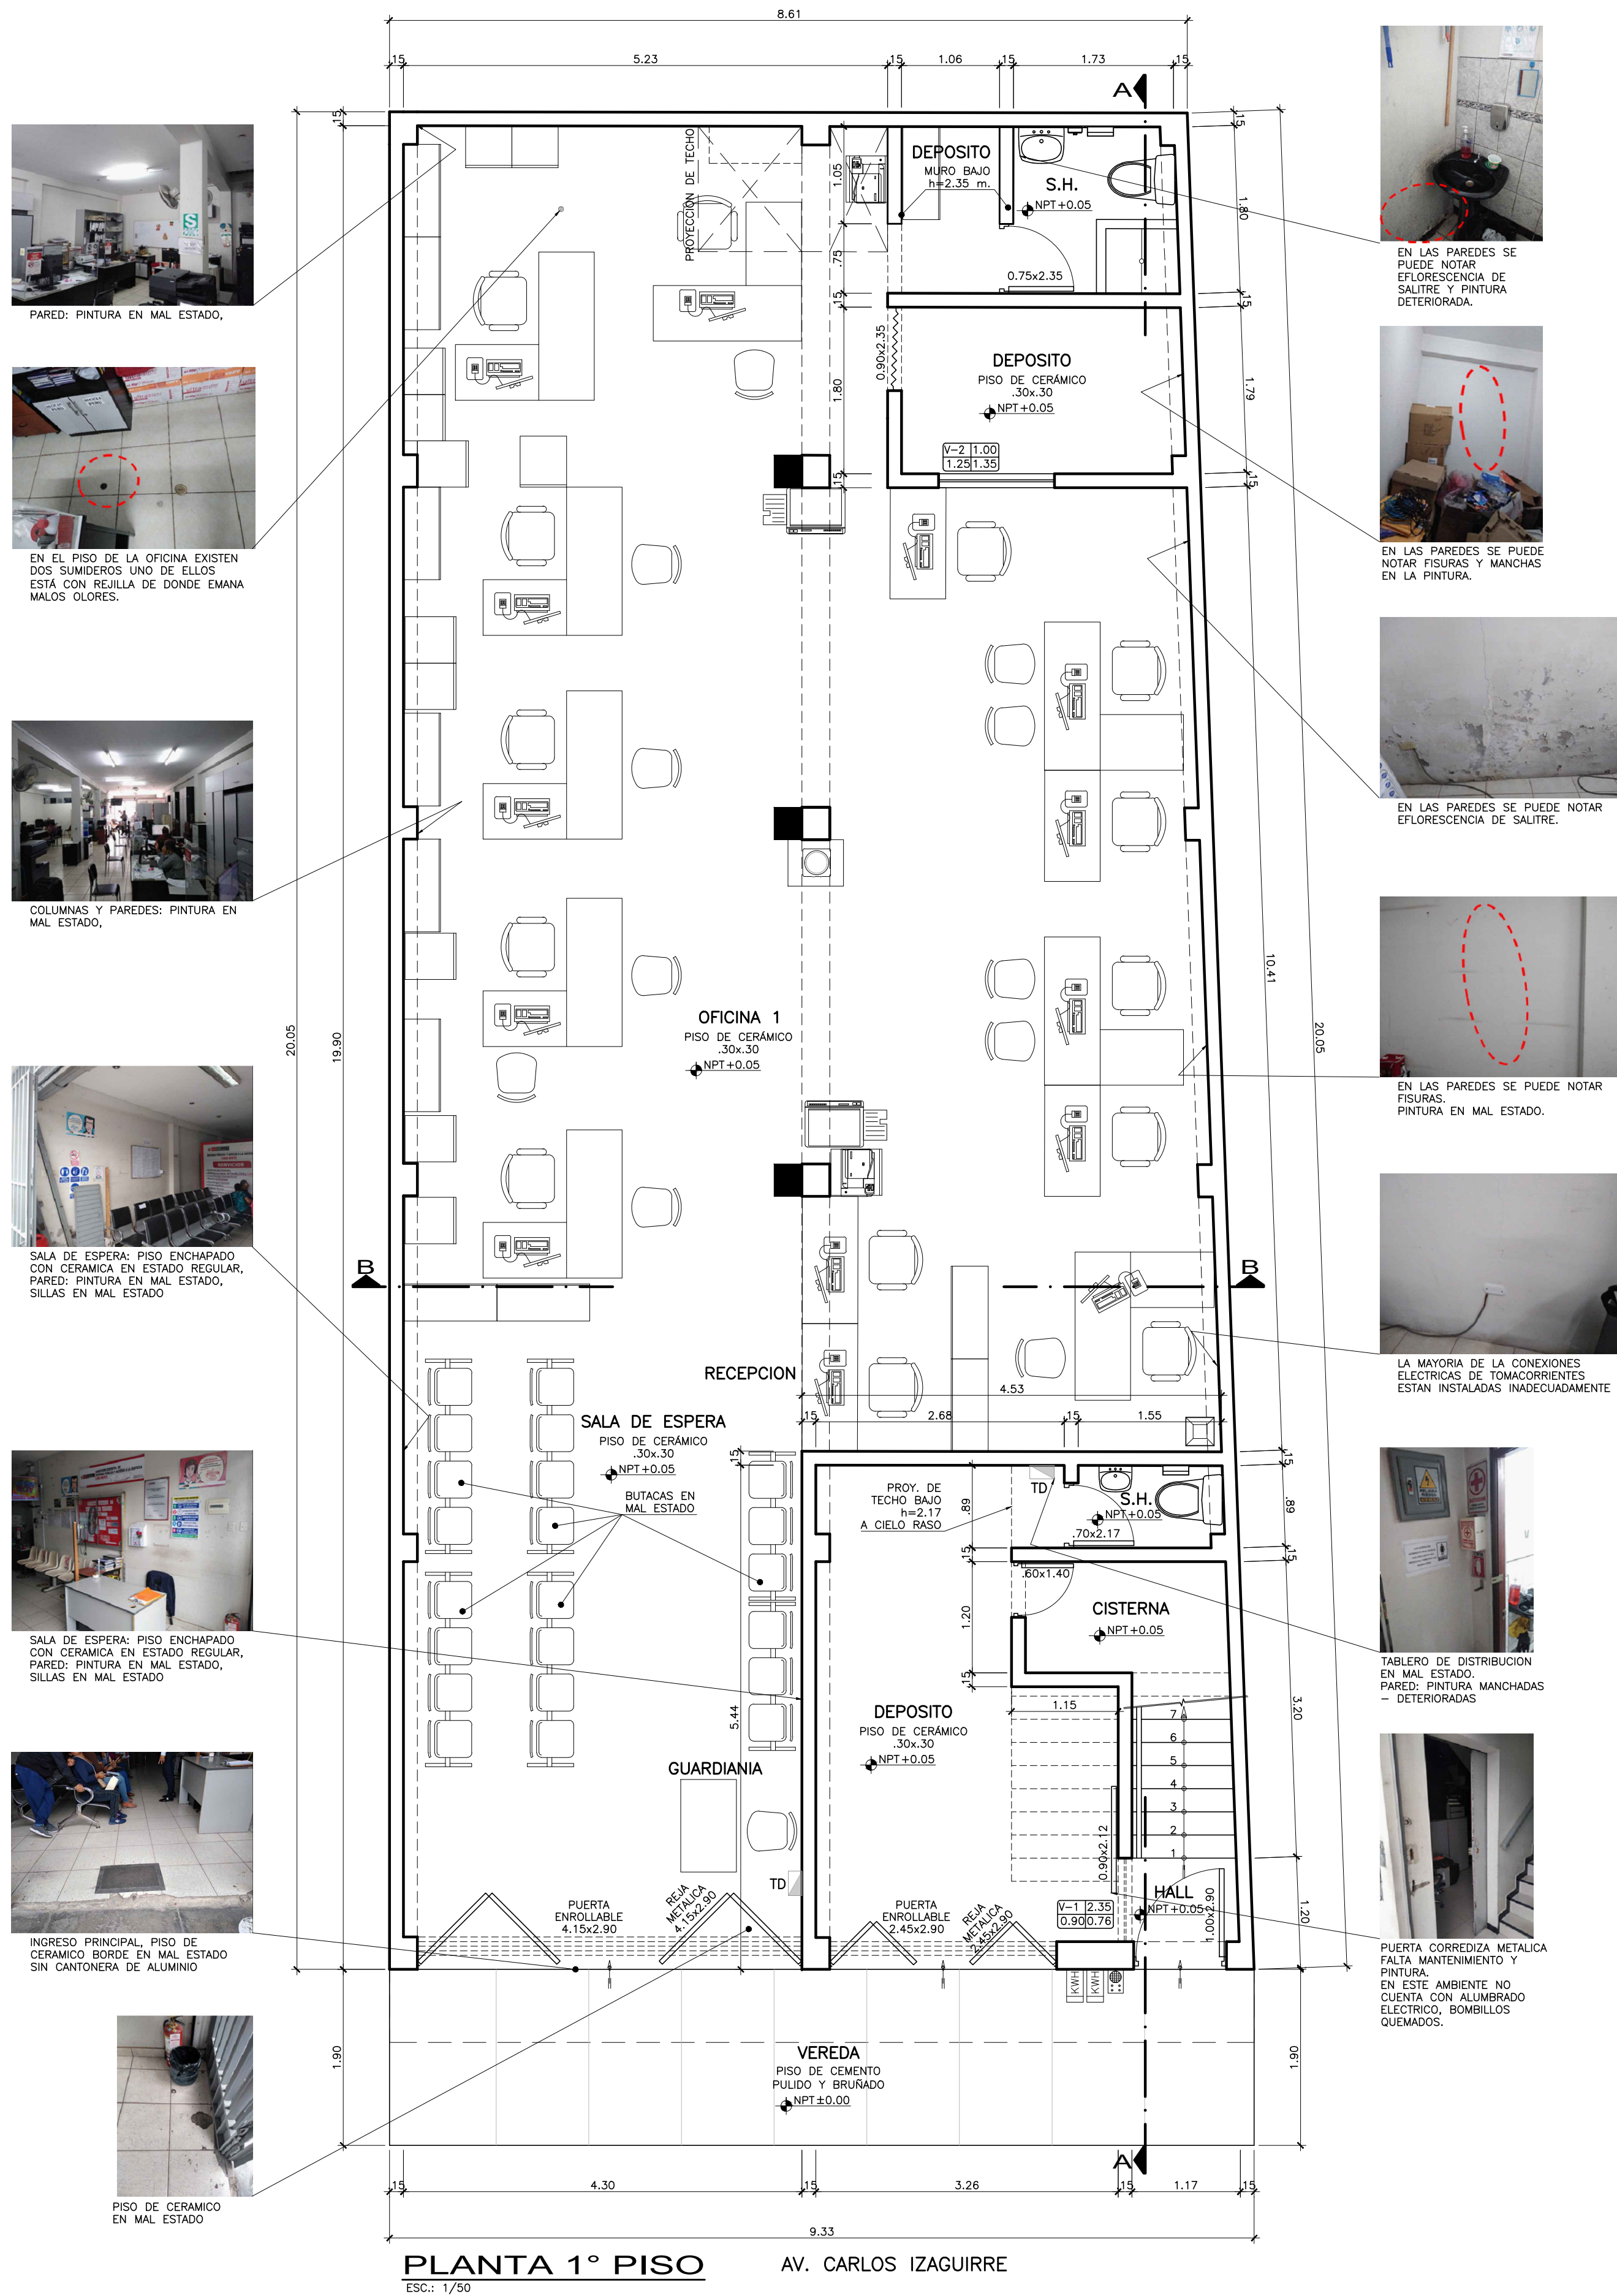 8.61
.15
5.23
.15
1.06
.15
1.73
.15
A
.15
.15
PROYECCIÓN DE TECHO
1.05
DEPOSITO
MURO BAJO
h=2.35 m.
S.H.
NPT+0.05
1.80
.75
0.75x2.35
.15
.15
PARED: PINTURA EN MAL ESTADO,
EN LAS PAREDES SE
PUEDE NOTAR
EFLORESCENCIA DE
SALITRE Y PINTURA
DETERIORADA.
0.90x2.35
DEPOSITO
PISO DE CERÁMICO
.30x.30
NPT+0.05
1.80
1.79
V-2 1.00
1.25 1.35
.15
.15
EN EL PISO DE LA OFICINA EXISTEN
DOS SUMIDEROS UNO DE ELLOS
ESTÁ CON REJILLA DE DONDE EMANA
MALOS OLORES.
EN LAS PAREDES SE PUEDE
NOTAR FISURAS Y MANCHAS
EN LA PINTURA.
EN LAS PAREDES SE PUEDE NOTAR
EFLORESCENCIA DE SALITRE.
COLUMNAS Y PAREDES: PINTURA EN
MAL ESTADO,
10.41
20.05
19.90
20.05
OFICINA 1
PISO DE CERÁMICO
.30x.30
NPT+0.05
EN LAS PAREDES SE PUEDE NOTAR
FISURAS.
PINTURA EN MAL ESTADO.
SALA DE ESPERA: PISO ENCHAPADO
CON CERAMICA EN ESTADO REGULAR,
PARED: PINTURA EN MAL ESTADO,
SILLAS EN MAL ESTADO
B
B
LA MAYORIA DE LA CONEXIONES
ELECTRICAS DE TOMACORRIENTES
ESTAN INSTALADAS INADECUADAMENTE
RECEPCION
4.53
.15
2.68
.15
1.55
SALA DE ESPERA
PISO DE CERÁMICO
.30x.30
NPT+0.05
.15
.15
BUTACAS EN
MAL ESTADO
PROY. DE
TECHO BAJO
h=2.17
A CIELO RASO
.89
TD
S.H.
NPT+0.05
.70x2.17
.89
.15
.15
.60x1.40
CISTERNA
NPT+0.05
1.20
.15
SALA DE ESPERA: PISO ENCHAPADO
CON CERAMICA EN ESTADO REGULAR,
PARED: PINTURA EN MAL ESTADO,
SILLAS EN MAL ESTADO
TABLERO DE DISTRIBUCION
EN MAL ESTADO.
PARED: PINTURA MANCHADAS
– DETERIORADAS
1.15
3.20
5.44
DEPOSITO
PISO DE CERÁMICO
.30x.30
NPT+0.05
7
6
5
4
3
2
1
GUARDIANIA
0.90x2.12
TD
HALL
NPT+0.05
1.00x2.90
1.20
V-1 2.35
0.90 0.76
PUERTA
ENROLLABLE
4.15x2.90
REJA
METALICA
4.15x2.90
PUERTA
ENROLLABLE
2.45x2.90
REJA
METALICA
2.45x2.90
INGRESO PRINCIPAL, PISO DE
CERAMICO BORDE EN MAL ESTADO
SIN CANTONERA DE ALUMINIO
PUERTA CORREDIZA METALICA
FALTA MANTENIMIENTO Y
PINTURA.
EN ESTE AMBIENTE NO
CUENTA CON ALUMBRADO
ELECTRICO, BOMBILLOS
QUEMADOS.
KWH
KWH
1.90
1.90
VEREDA
PISO DE CEMENTO
PULIDO Y BRUÑADO
NPT±0.00
A
.15
4.30
.15
3.26
.15
1.17
.15
PISO DE CERAMICO
EN MAL ESTADO
9.33
PLANTA 1° PISO
AV. CARLOS IZAGUIRRE
ESC.: 1/50